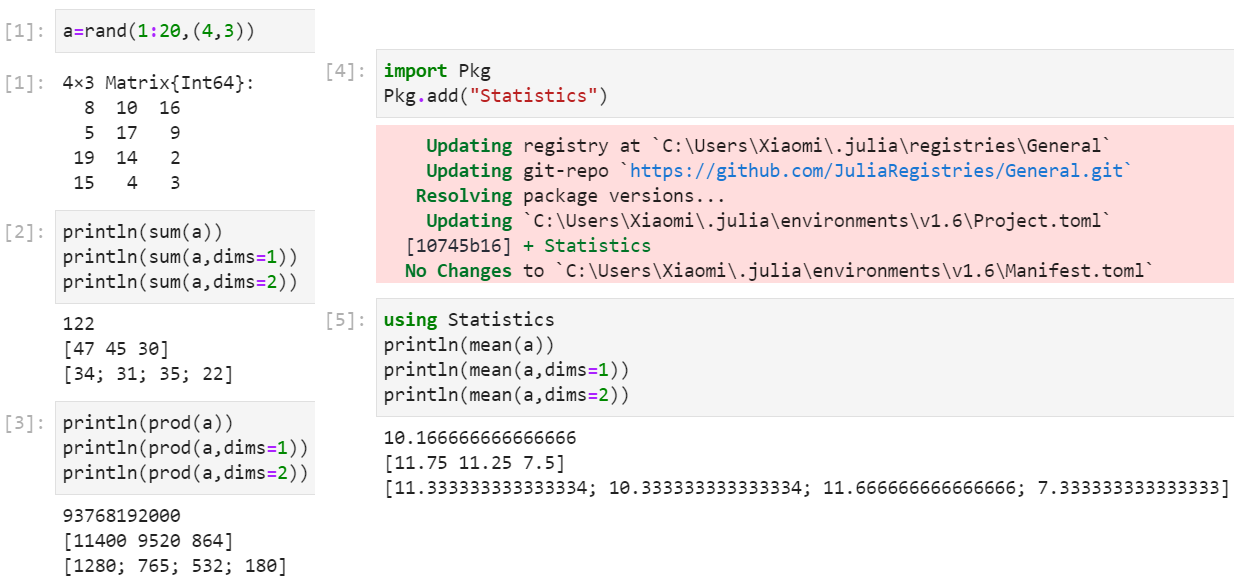 [1]: a=rand(1:20,(4,3))
[1]: 4×3 Matrix{Int64}:
  8  10  16
  5  17   9
 19  14   2
 15   4   3
[2]: println(sum(a))
println(sum(a,dims=1))
println(sum(a,dims=2))
122
[47 45 30]
[34; 31; 35; 22]
[3]: println(prod(a))
println(prod(a,dims=1))
println(prod(a,dims=2))
93768192000
[11400 9520 864]
[1280; 765; 532; 180]
[4]: import Pkg
Pkg.add("Statistics")
    Updating registry at `C:\Users\Xiaomi\.julia\registries\General`
    Updating git-repo `https://github.com/JuliaRegistries/General.git`
   Resolving package versions...
    Updating `C:\Users\Xiaomi\.julia\environments\v1.6\Project.toml`
  [10745b16] + Statistics
  No Changes to `C:\Users\Xiaomi\.julia\environments\v1.6\Manifest.toml`
[5]: using Statistics
println(mean(a))
println(mean(a,dims=1))
println(mean(a,dims=2))
10.166666666666666
[11.75 11.25 7.5]
[11.333333333333334; 10.333333333333334; 11.666666666666666; 7.333333333333333]